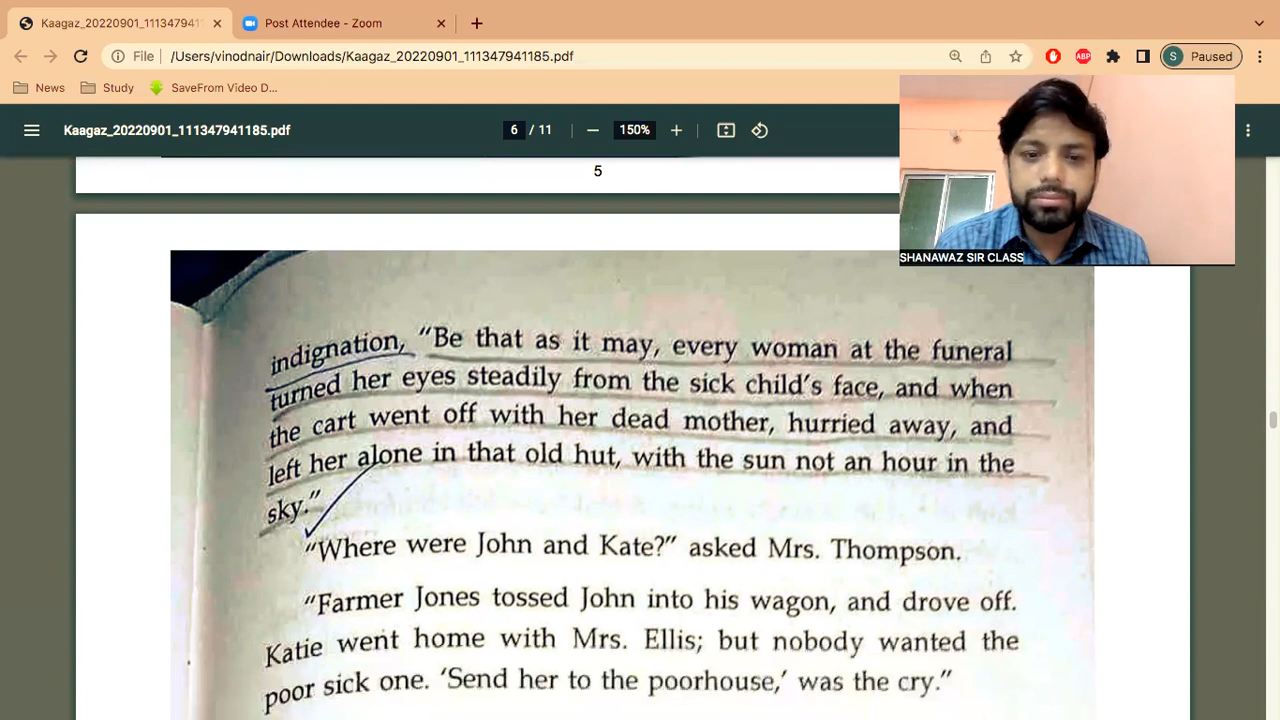 Kaagaz_20220901_1113479411
Post Attendee - Zoom
File /Users/vinodnair/Downloads/Kaagaz_20220901_111347941185.pdf
S Paused
News Study SaveFrom Video D...
ABP
Kaagaz_20220901_111347941185.pdf 6 / 11 150%
5
SHANAWAZ SIR CLASS
indignation, “Be that as it may, every woman at the funeral
turned her eyes steadily from the sick child’s face, and when
the cart went off with her dead mother, hurried away, and
left her alone in that old hut, with the sun not an hour in the
sky.”
“Where were John and Kate?” asked Mrs. Thompson.
“Farmer Jones tossed John into his wagon, and drove off.
Katie went home with Mrs. Ellis; but nobody wanted the
poor sick one. ‘Send her to the poorhouse,’ was the cry.”